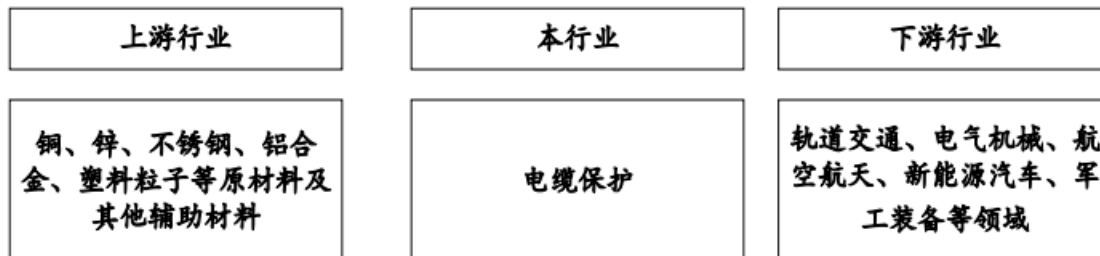 上游行业
本行业
下游行业
铜、锌、不锈钢、铝合
金、塑料粒子等原材料及
其他辅助材料
电缆保护
轨道交通、电气机械、航
空航天、新能源汽车、军
工装备等领域